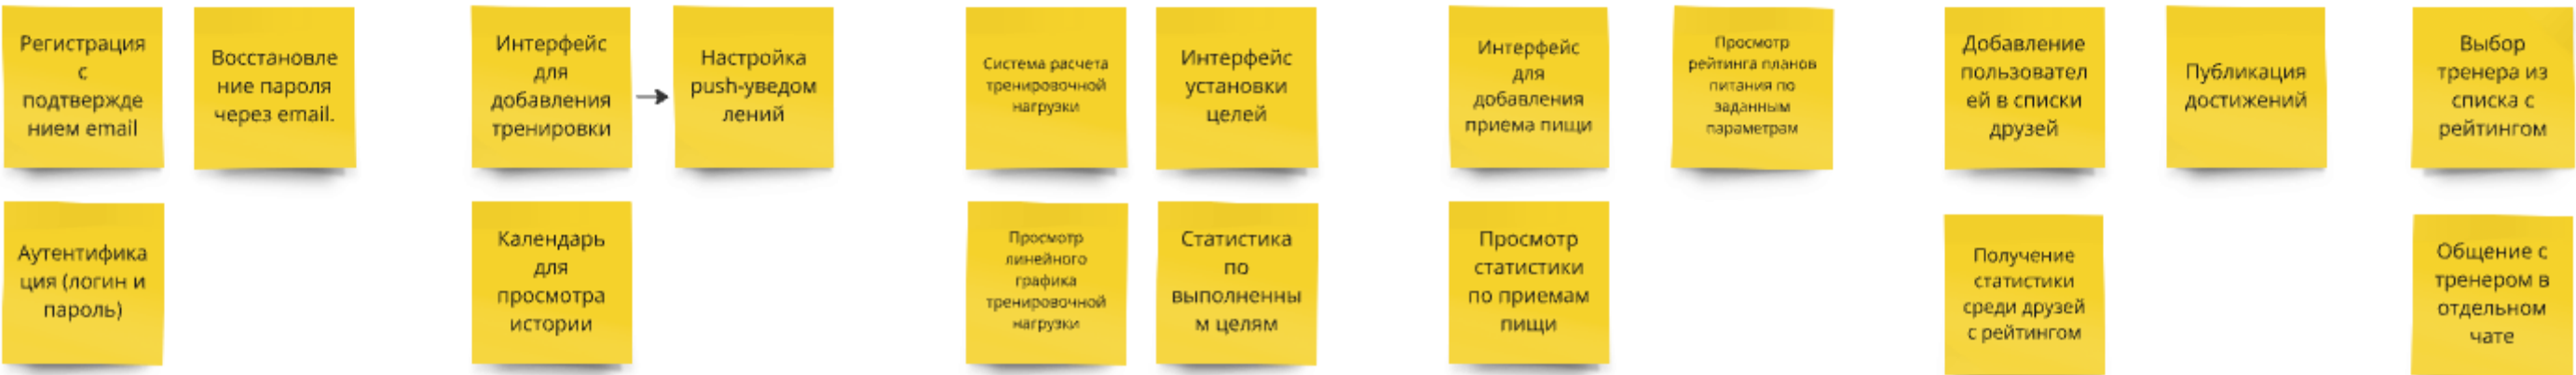 Регистрация
с
подтвержде
нием email
Восстановле
ние пароля
через email.
Интерфейс
для
добавления
тренировки
Настройка
push-уведом
лений
Система расчета
тренировочной
нагрузки
Интерфейс
установки
целей
Интерфейс
для
добавления
приема пищи
Просмотр
рейтинга планов
питания по
заданным
параметрам
Добавление
пользовател
ей в списки
друзей
Публикация
достижений
Выбор
тренера из
списка с
рейтингом
Аутентифика
ция (логин и
пароль)
Календарь
для
просмотра
истории
Просмотр
линейного
графика
тренировочной
нагрузки
Статистика
по
выполненны
м целям
Просмотр
статистики
по приемам
пищи
Получение
статистики
среди друзей
с рейтингом
Общение с
тренером в
отдельном
чате